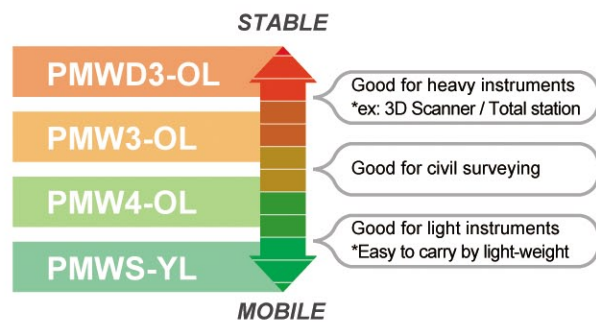 STABLE
PMWD3-OL
Good for heavy instruments
*ex: 3D Scanner / Total station
PMW3-OL
Good for civil surveying
PMW4-OL
Good for light instruments
*Easy to carry by light-weight
PMWS-YL
MOBILE